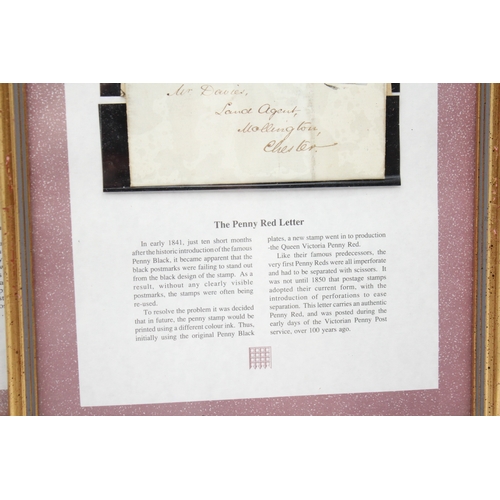 Mr Davies,
Land Agent,
Mollington,
Chester
The Penny Red Letter
In early 1841, just ten short months
after the historic introduction of the famous
Penny Black, it became apparent that the
black postmarks were failing to stand out
from the black design of the stamp. As a
result, without any clearly visible
postmarks, the stamps were often being
re-used.
To resolve the problem it was decided
that in future, the penny stamp would be
printed using a different colour ink. Thus,
initially using the original Penny Black
plates, a new stamp went in to production
-the Queen Victoria Penny Red.
Like their famous predecessors, the
very first Penny Reds were all imperforate
and had to be separated with scissors. It
was not until 1850 that postage stamps
adopted their current form, with the
introduction of perforations to ease
separation. This letter carries an authentic
Penny Red, and was posted during the
early days of the Victorian Penny Post
service, over 100 years ago.